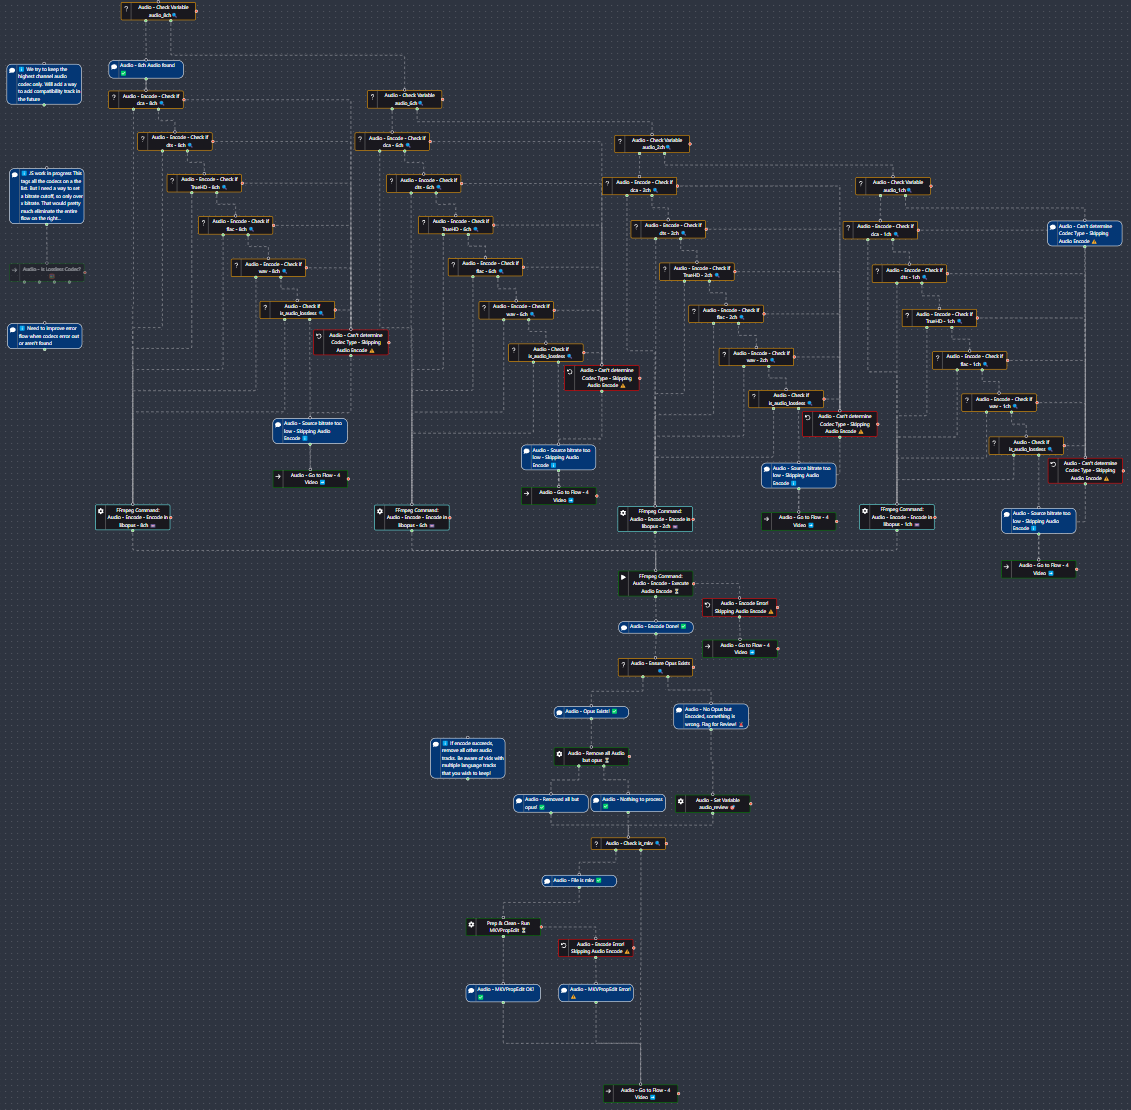 Audio - Check Variable
audio_8ch
We try to keep the
highest channel audio
codec only. Will add a way
to add compatibility track in
the future
Audio - 8ch Audio found!
Audio - Encode - Check if
dca - 8ch
Audio - Check Variable
audio_6ch
Audio - Encode - Check if
dts - 8ch
Audio - Encode - Check if
dca - 6ch
Audio - Check Variable
audio_2ch
JS work in progress This
tags all the codecs on a the
list. But I need a way to set
a bitrate cutoff, so only over
a bitrate. That would pretty
much eliminate the entire
flow on the right...
Audio - Encode - Check if
TrueHD - 8ch
Audio - Encode - Check if
dts - 6ch
Audio - Encode - Check if
dca - 2ch
Audio - Check Variable
audio_1ch
Audio - Encode - Check if
flac - 8ch
Audio - Encode - Check if
TrueHD - 6ch
Audio - Encode - Check if
dts - 2ch
Audio - Encode - Check if
dca - 1ch
Audio - Can't determine
Codec Type - Skipping
Audio Encode
Audio - Is Lossless Codec?
Audio - Encode - Check if
wav - 8ch
Audio - Encode - Check if
flac - 6ch
Audio - Encode - Check if
TrueHD - 2ch
Audio - Encode - Check if
dts - 1ch
Need to improve error
flow when codecs error out
or aren't found
Audio - Check if
is_audio_lossless
Audio - Encode - Check if
wav - 6ch
Audio - Encode - Check if
flac - 2ch
Audio - Encode - Check if
TrueHD - 1ch
Audio - Can't determine
Codec Type - Skipping
Audio Encode
Audio - Check if
is_audio_lossless
Audio - Encode - Check if
wav - 2ch
Audio - Encode - Check if
flac - 1ch
Audio - Can't determine
Codec Type - Skipping
Audio Encode
Audio - Check if
is_audio_lossless
Audio - Encode - Check if
wav - 1ch
Audio - Source bitrate too
low - Skipping Audio
Encode
Audio - Can't determine
Codec Type - Skipping
Audio Encode
Audio - Check if
is_audio_lossless
Audio - Go to Flow - 4
Video
Audio - Source bitrate too
low - Skipping Audio
Encode
Audio - Source bitrate too
low - Skipping Audio
Encode
Audio - Can't determine
Codec Type - Skipping
Audio Encode
Audio - Go to Flow - 4
Video
FFmpeg Command:
Audio - Encode - Encode in
libopus - 8ch
FFmpeg Command:
Audio - Encode - Encode in
libopus - 6ch
FFmpeg Command:
Audio - Encode - Encode in
libopus - 2ch
Audio - Go to Flow - 4
Video
FFmpeg Command:
Audio - Encode - Encode in
libopus - 1ch
Audio - Source bitrate too
low - Skipping Audio
Encode
Audio - Go to Flow - 4
Video
FFmpeg Command:
Audio - Encode - Execute
Audio Encode
Audio - Encode Error!
Skipping Audio Encode
Audio - Encode Done!
Audio - Go to Flow - 4
Video
Audio - Ensure Opus Exists
Audio - Opus Exists!
Audio - No Opus but
Encoded, something is
wrong. Flag for Review!
If encode succeeds,
remove all other audio
tracks. Be aware of vids with
multiple language tracks
that you wish to keep!
Audio - Remove all Audio
but opus
Audio - Removed all but
opus!
Audio - Nothing to process
Audio - Set Variable
audio_review
Audio - Check is_mkv
Audio - File is mkv
Prep & Clean - Run
MKVPropEdit
Audio - Encode Error!
Skipping Audio Encode
Audio - MKVPropEdit OK!
Audio - MKVPropEdit Error!
Audio - Go to Flow - 4
Video